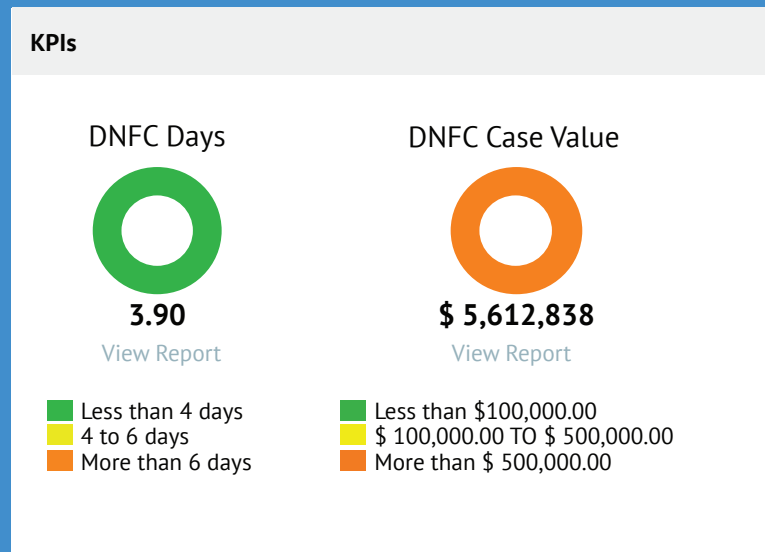 KPIs
DNFC Days
3.90
View Report
Less than 4 days
4 to 6 days
More than 6 days
DNFC Case Value
$ 5,612,838
View Report
Less than $100,000.00
$ 100,000.00 TO $ 500,000.00
More than $ 500,000.00